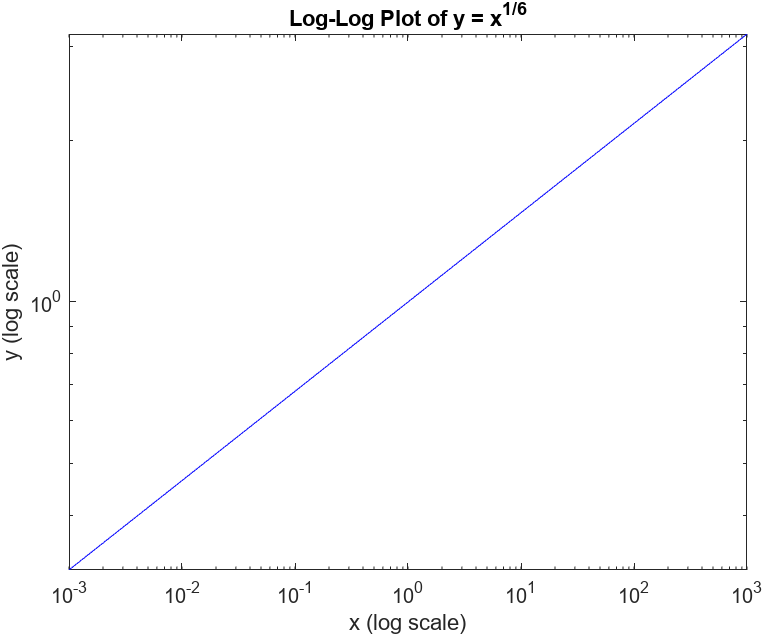 Log-Log Plot of y = x^1/6
y (log scale)
10^0
10^-3 10^-2 10^-1 10^0 10^1 10^2 10^3
x (log scale)